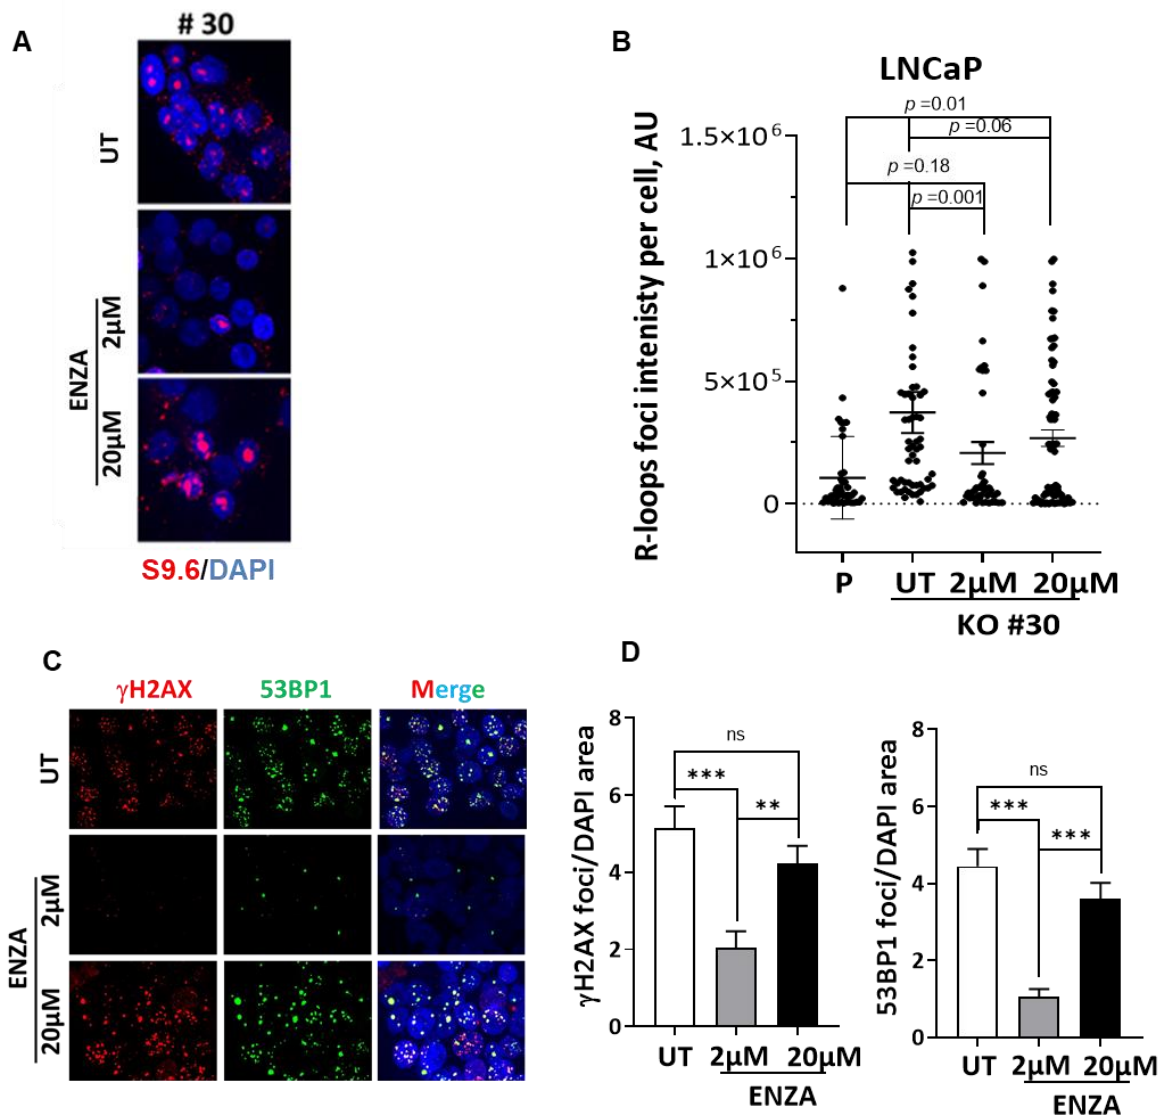 A
# 30
UT
ENZA
2µM
20µM
S9.6/DAPI
B
LNCaP
p =0.01
p =0.06
p =0.18
p =0.001
R-loops foci intenisty per cell, AU
1.5×10⁶
1×10⁶
5×10⁵
0
P UT 2µM 20µM
KO #30
C
γH2AX 53BP1 Merge
UT
ENZA
2µM
20µM
D
γH2AX foci/DAPI area
8
6
4
2
0
ns
***
**
UT 2µM 20µM
ENZA
53BP1 foci/DAPI area
8
6
4
2
0
ns
***
***
UT 2µM 20µM
ENZA